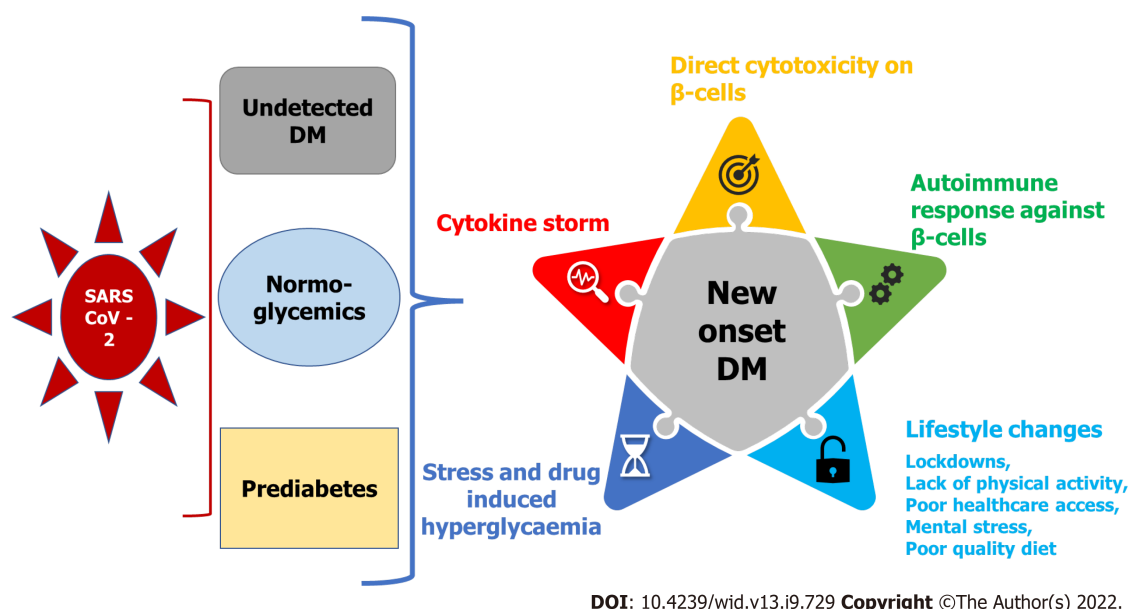 Undetected
DM
SARS
CoV -
2
Normo-
glycemics
Prediabetes
Direct cytotoxicity on
β-cells
Cytokine storm
Autoimmune
response against
β-cells
New
onset
DM
Stress and drug
induced
hyperglycaemia
Lifestyle changes
Lockdowns,
Lack of physical activity,
Poor healthcare access,
Mental stress,
Poor quality diet
DOI: 10.4239/wjd.v13.i9.729 Copyright ©The Author(s) 2022.